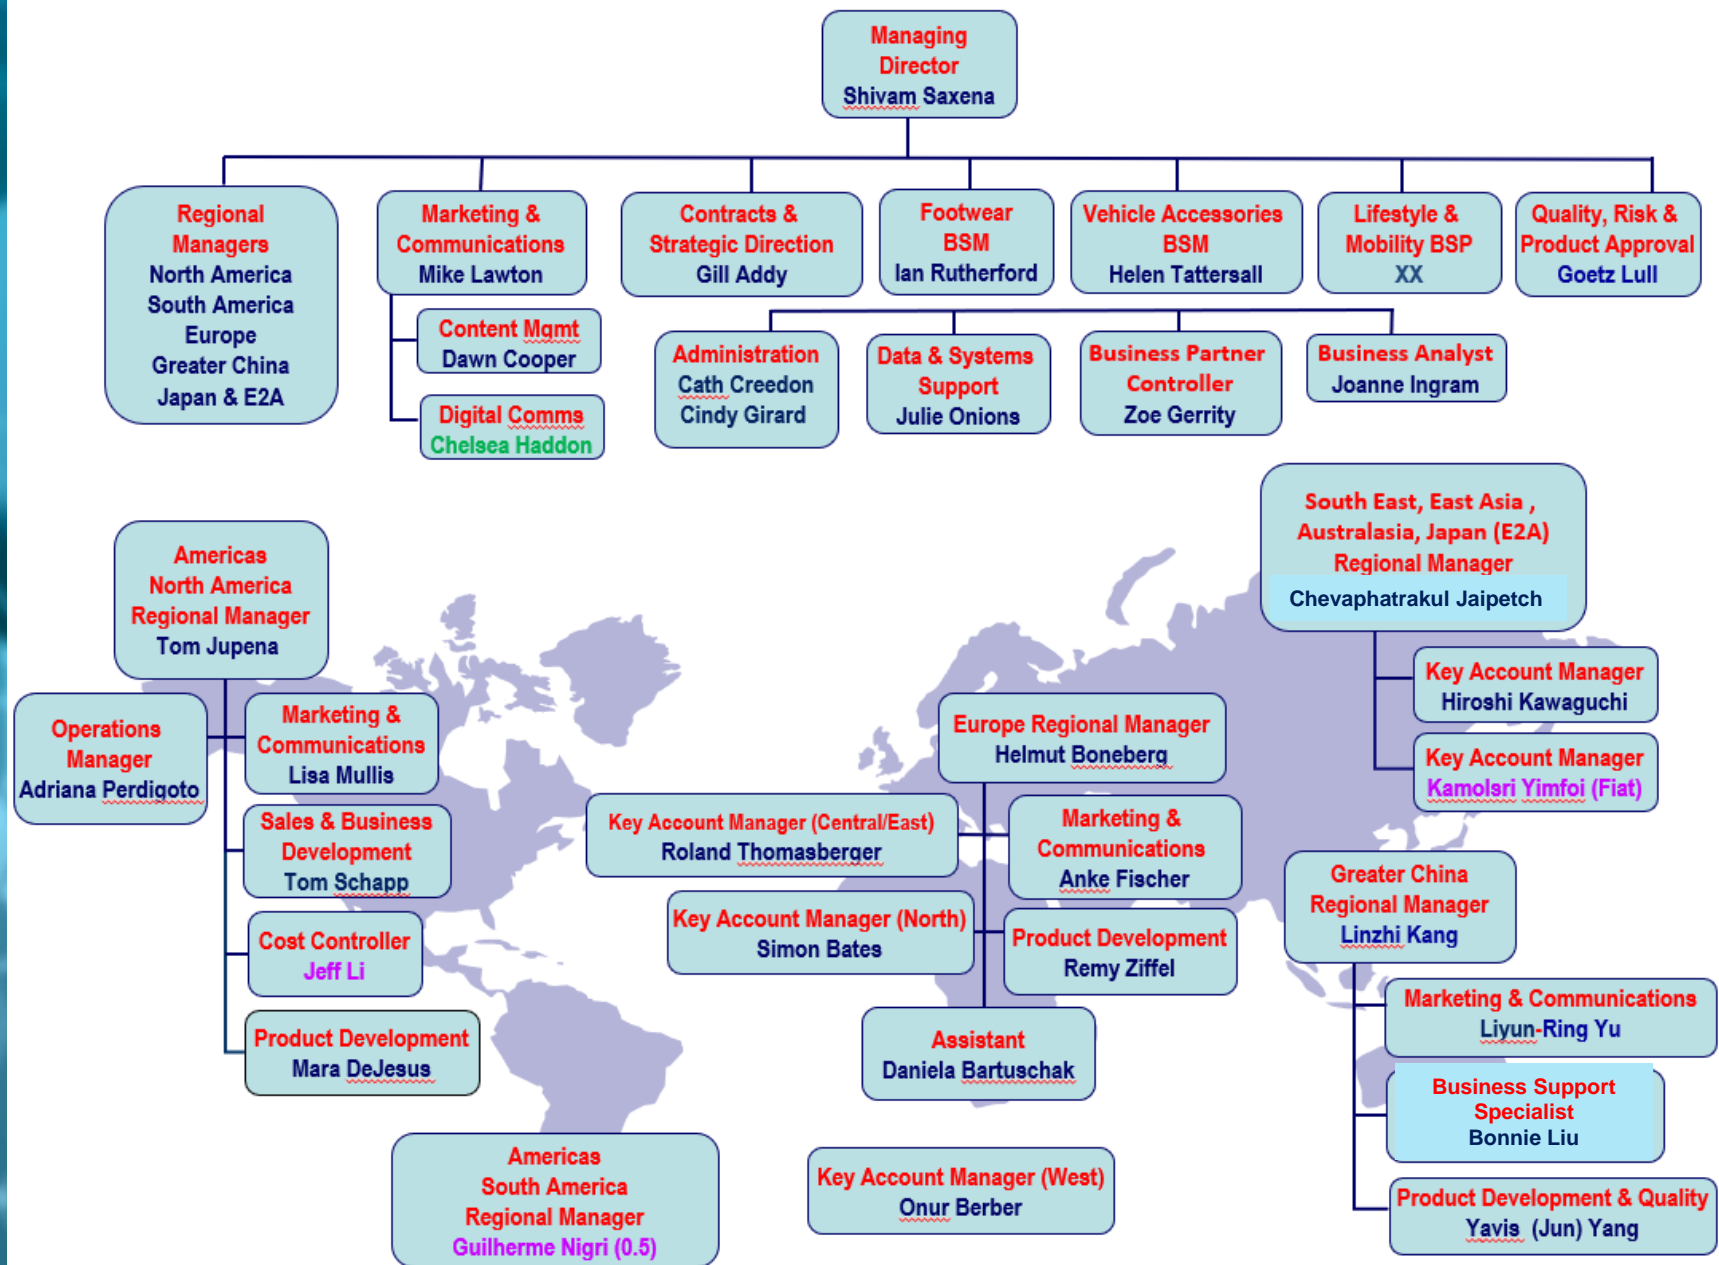 Managing
Director
Shivam Saxena
Regional
Managers
North America
South America
Europe
Greater China
Japan & E2A
Marketing &
Communications
Mike Lawton
Contracts &
Strategic Direction
Gill Addy
Footwear
BSM
Ian Rutherford
Vehicle Accessories
BSM
Helen Tattersall
Lifestyle &
Mobility BSP
XX
Quality, Risk &
Product Approval
Goetz Lull
Content Mgmt
Dawn Cooper
Digital Comms
Chelsea Haddon
Administration
Cath Creedon
Cindy Girard
Data & Systems
Support
Julie Onions
Business Partner
Controller
Zoe Gerrity
Business Analyst
Joanne Ingram
Americas
North America
Regional Manager
Tom Jupena
Operations
Manager
Adriana Perdigoto
Marketing &
Communications
Lisa Mullis
Sales & Business
Development
Tom Schapp
Cost Controller
Jeff Li
Product Development
Mara DeJesus
Americas
South America
Regional Manager
Guilherme Nigri (0.5)
Europe Regional Manager
Helmut Boneberg
Key Account Manager (Central/East)
Roland Thomasberger
Marketing &
Communications
Anke Fischer
Key Account Manager (North)
Simon Bates
Product Development
Remy Ziffel
Assistant
Daniela Bartuschak
Key Account Manager (West)
Onur Berber
South East, East Asia ,
Australasia, Japan (E2A)
Regional Manager
Chevaphatrakul Jaipetch
Key Account Manager
Hiroshi Kawaguchi
Key Account Manager
Kamolsri Yimfoi (Fiat)
Greater China
Regional Manager
Linzhi Kang
Marketing & Communications
Liyun-Ring Yu
Business Support
Specialist
Bonnie Liu
Product Development & Quality
Yavis (Jun) Yang